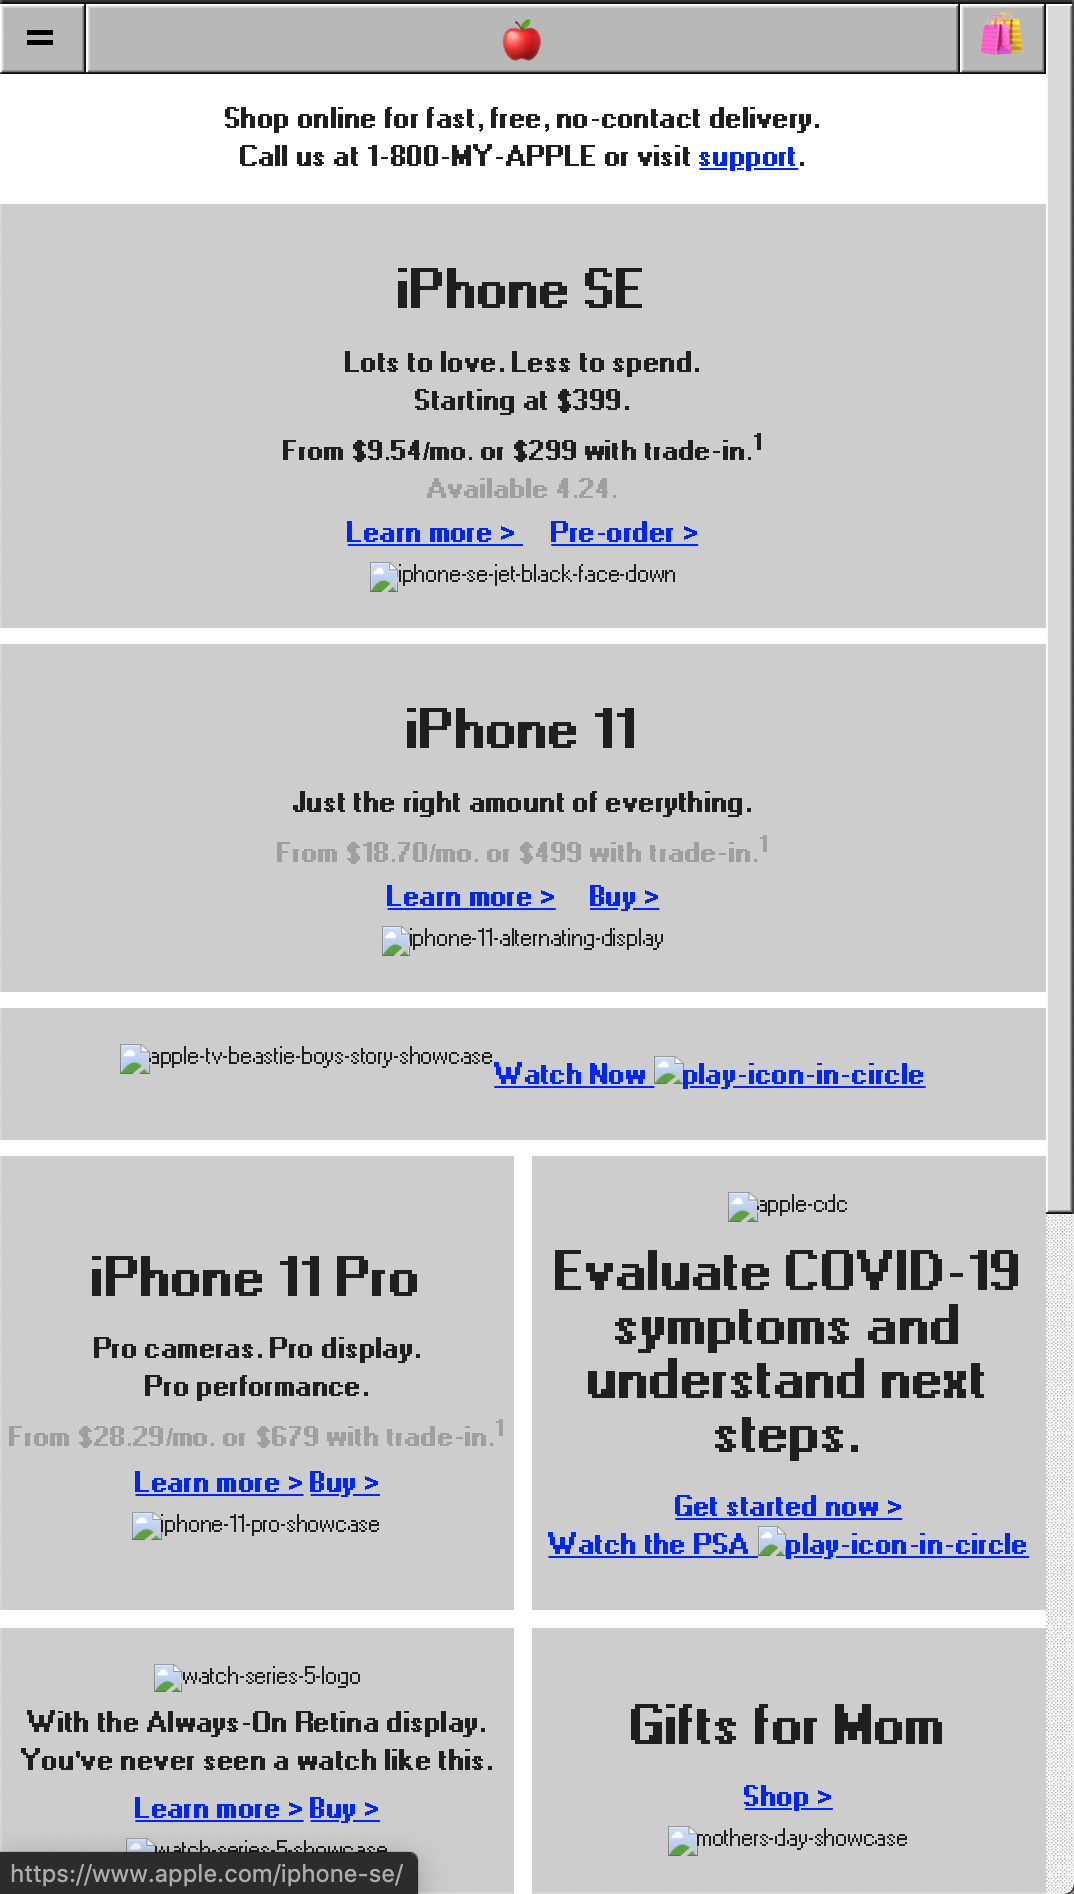 Shop online for fast, free, no-contact delivery.
Call us at 1-800-MY-APPLE or visit support.
iPhone SE
Lots to love. Less to spend.
Starting at $399.
From $9.54/mo. or $299 with trade-in.1
Available 4.24.
Learn more > Pre-order >
iphone-se-jet-black-face-down
iPhone 11
Just the right amount of everything.
From $18.70/mo. or $499 with trade-in.1
Learn more > Buy >
iphone-11-alternating-display
apple-tv-beastie-boys-story-showcase Watch Now play-icon-in-circle
iPhone 11 Pro
Pro cameras. Pro display.
Pro performance.
From $28.29/mo. or $679 with trade-in.1
Learn more > Buy >
iphone-11-pro-showcase
apple-cdc
Evaluate COVID-19
symptoms and
understand next
steps.
Get started now >
Watch the PSA play-icon-in-circle
watch-series-5-logo
With the Always-On Retina display.
You've never seen a watch like this.
Learn more > Buy >
watch-series-5-showcase
Gifts for Mom
Shop >
mothers-day-showcase
https://www.apple.com/iphone-se/